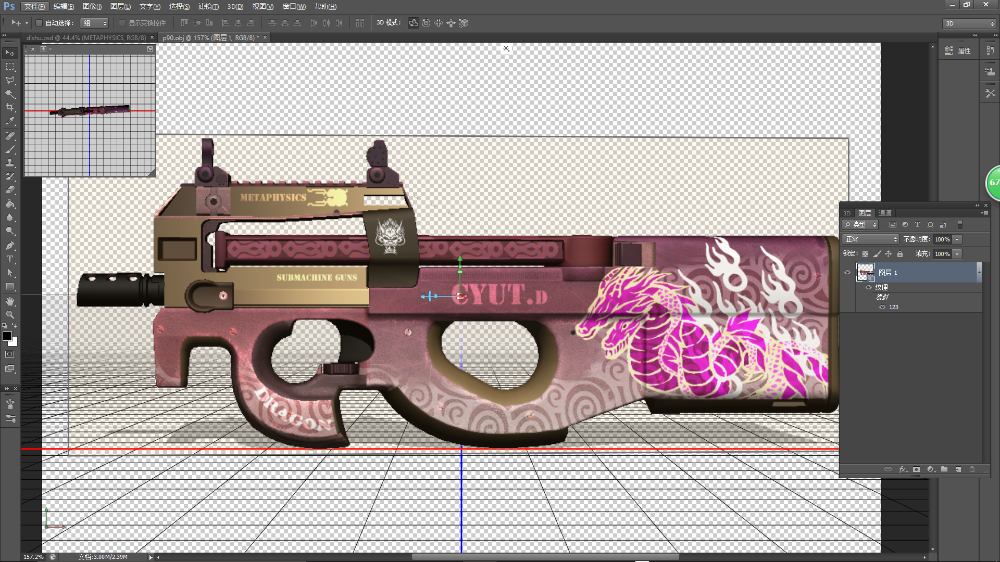 Ps 文件(F) 编辑(E) 图像(I) 图层(L) 文字(Y) 选择(S) 滤镜(T) 3D(D) 视图(V) 窗口(W) 帮助(H)
自动选择： 组 显示变换控件 3D 模式： 3D
dishu.psd @ 44.4% (METAPHYSICS, RGB/8) × p90.obj @ 157% (图层 1, RGB/8) * ×
属性
METAPHYSICS
67
SUBMACHINE GUNS
CYUT.D
DRAGON
3D 图层 通道
类型
正常 不透明度： 100%
锁定： 填充： 100%
图层 1
纹理
漫射
123
fx
157.2% 文档:3.00M/2.39M